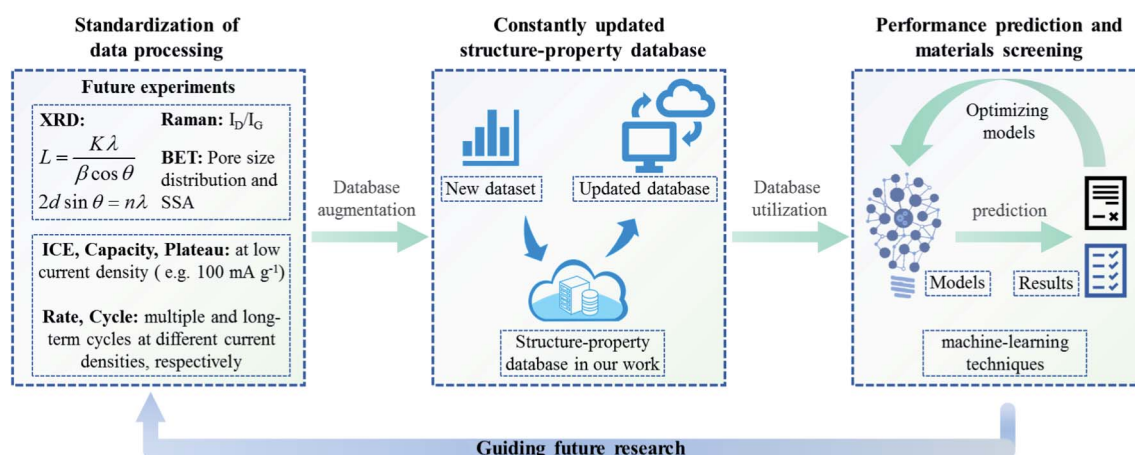 Standardization of
data processing
Future experiments
XRD:
L = Kλ / β cos θ
2d sin θ = nλ
Raman: I_D/I_G
BET: Pore size
distribution and
SSA
ICE, Capacity, Plateau: at low
current density ( e.g. 100 mA g⁻¹)
Rate, Cycle: multiple and long-
term cycles at different current
densities, respectively
Database
augmentation
Constantly updated
structure-property database
New dataset
Updated database
Structure-property
database in our work
Database
utilization
Performance prediction and
materials screening
Optimizing
models
prediction
Models
Results
machine-learning
techniques
Guiding future research